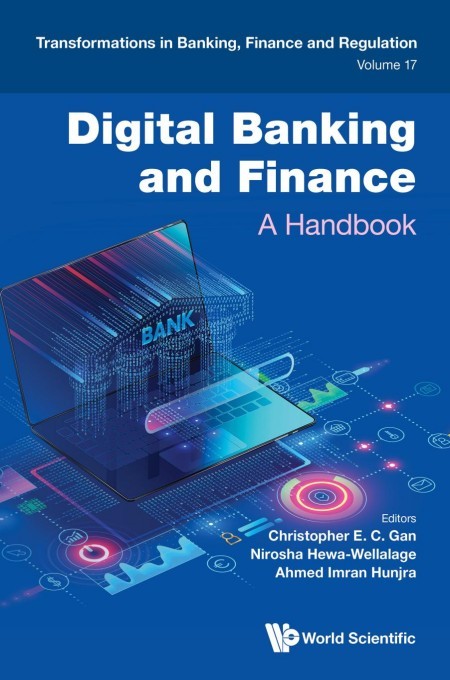 Transformations in Banking, Finance and Regulation
Volume 17
Digital Banking
and Finance
A Handbook
BANK
Editors
Christopher E. C. Gan
Nirosha Hewa-Wellalage
Ahmed Imran Hunjra
World Scientific